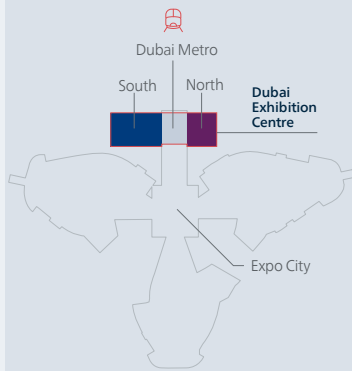 Dubai Metro
South
North
Dubai
Exhibition
Centre
Expo City